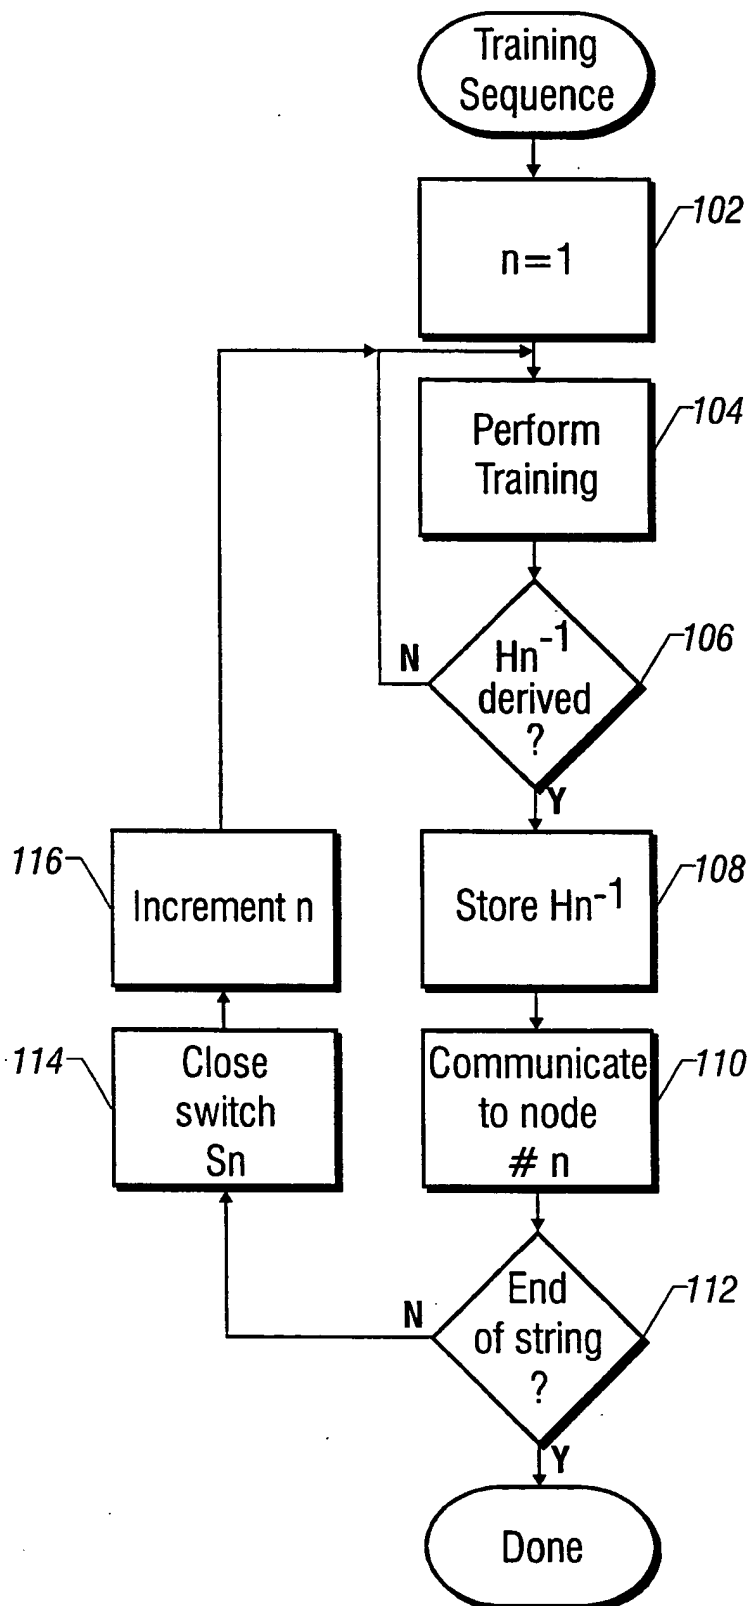 Training
Sequence
102
n=1
104
Perform
Training
106
N
Hn⁻¹
derived
?
Y
116
Increment n
108
Store Hn⁻¹
114
Close
switch
Sn
110
Communicate
to node
# n
112
N
End
of string
?
Y
Done